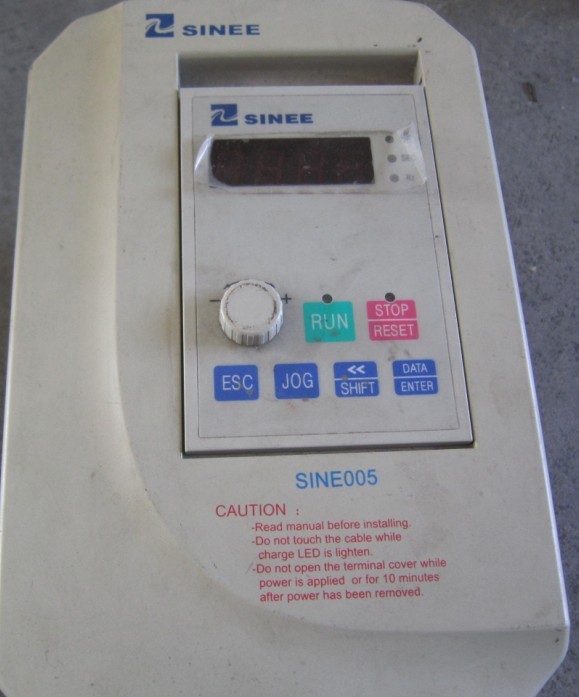 SINEE
SINEE
- +
RUN
STOP
RESET
ESC
JOG
<<
SHIFT
DATA
ENTER
SINE005
CAUTION :
-Read manual before installing.
-Do not touch the cable while
charge LED is lighten.
-Do not open the terminal cover while
power is applied or for 10 minutes
after power has been removed.